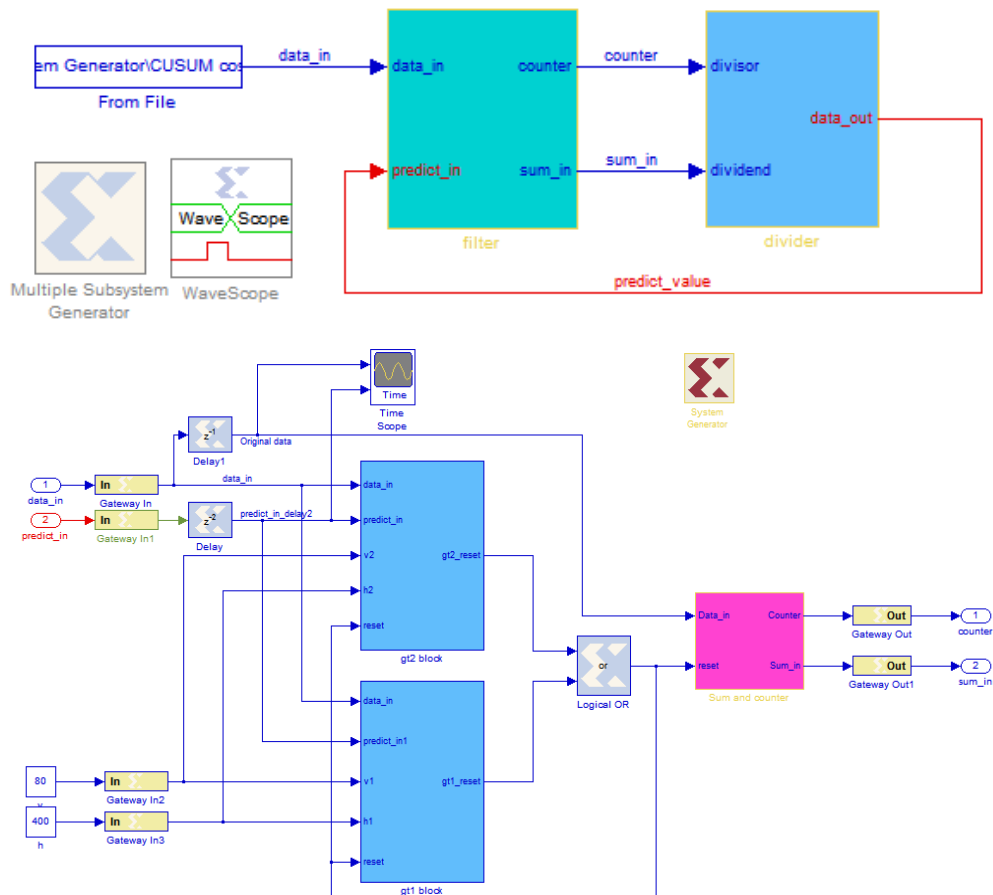 em Generator\CUSUM cos
From File
data_in
data_in
predict_in
counter
sum_in
filter
counter
sum_in
divisor
dividend
data_out
divider
predict_value
Multiple Subsystem
Generator
Wave Scope
WaveScope
Time
Time
Scope
System
Generator
z-1
Delay1
Original data
1
data_in
In
Gateway In
data_in
2
predict_in
In
Gateway In1
z-2
Delay
predict_in_delay2
data_in
predict_in
v2
h2
reset
gt2_reset
gt2 block
data_in
predict_in1
v1
h1
reset
gt1_reset
gt1 block
or
Logical OR
Data_in
reset
Counter
Sum_in
Sum and counter
Out
Gateway Out
1
counter
Out
Gateway Out1
2
sum_in
80
In
Gateway In2
400
h
In
Gateway In3